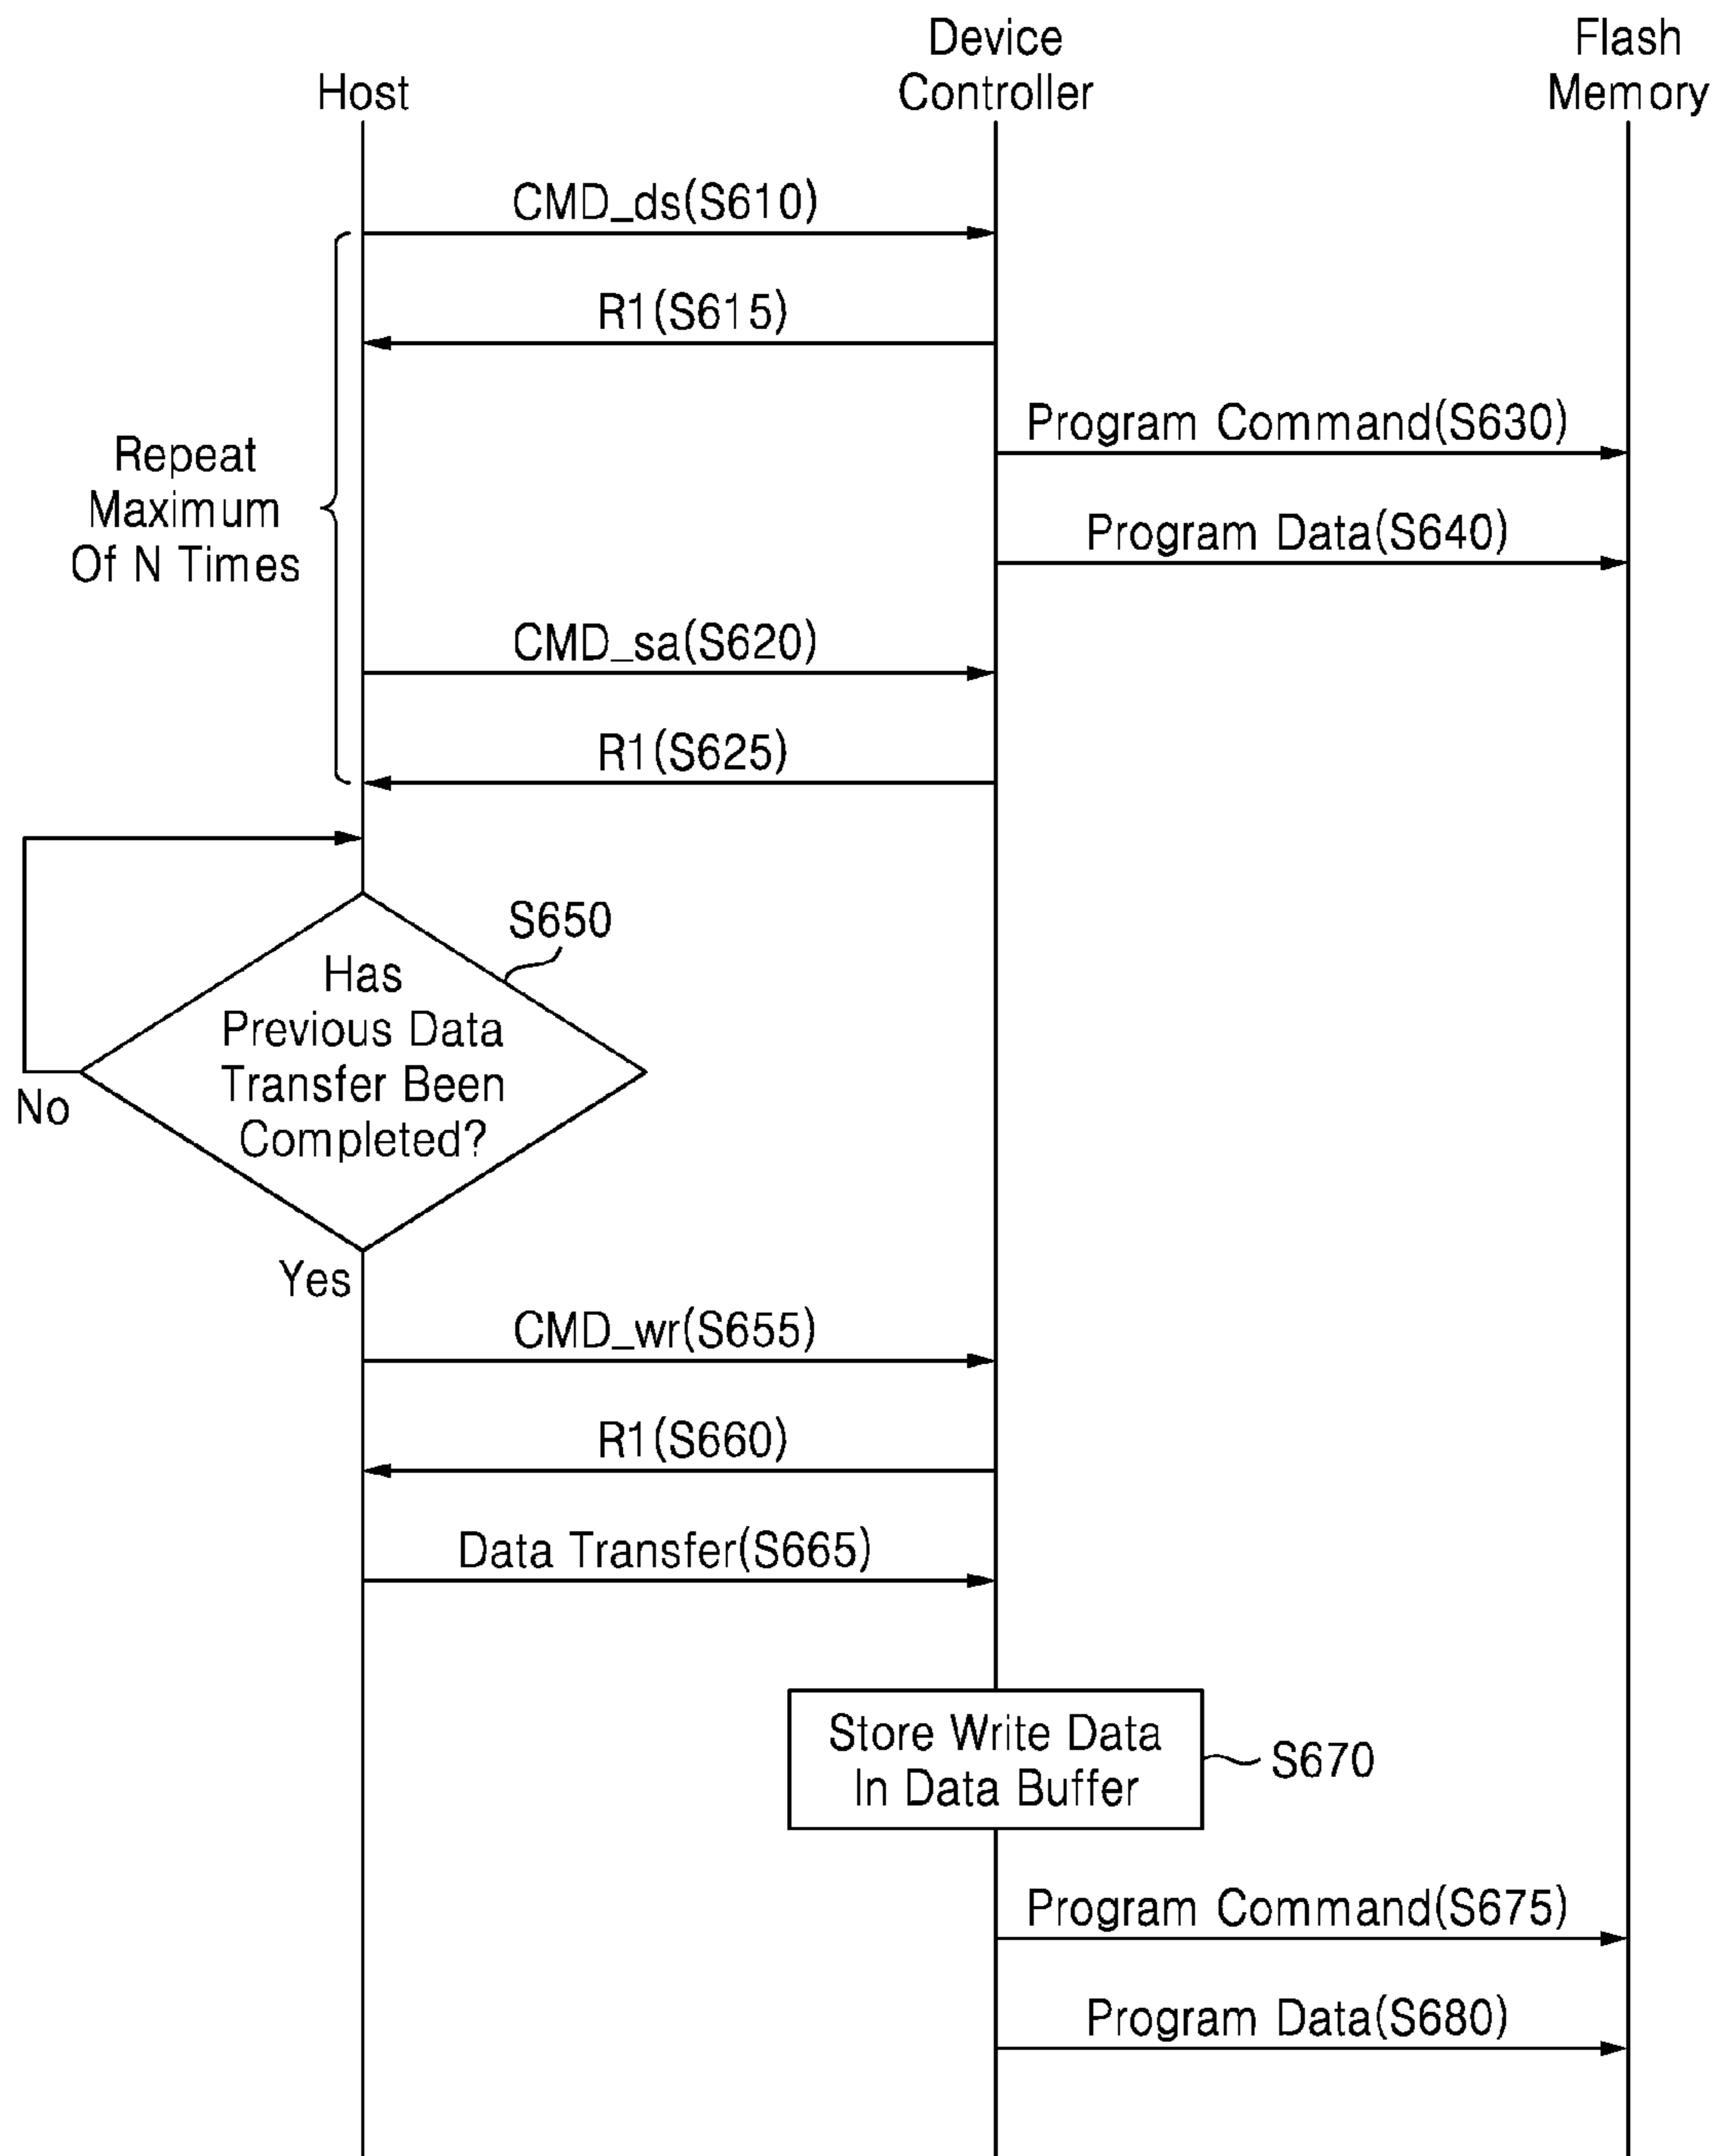 Host
Device
Controller
Flash
Memory
CMD_ds(S610)
R1(S615)
Program Command(S630)
Repeat
Maximum
Of N Times
Program Data(S640)
CMD_sa(S620)
R1(S625)
S650
Has
Previous Data
Transfer Been
Completed?
No
Yes
CMD_wr(S655)
R1(S660)
Data Transfer(S665)
Store Write Data
In Data Buffer
S670
Program Command(S675)
Program Data(S680)